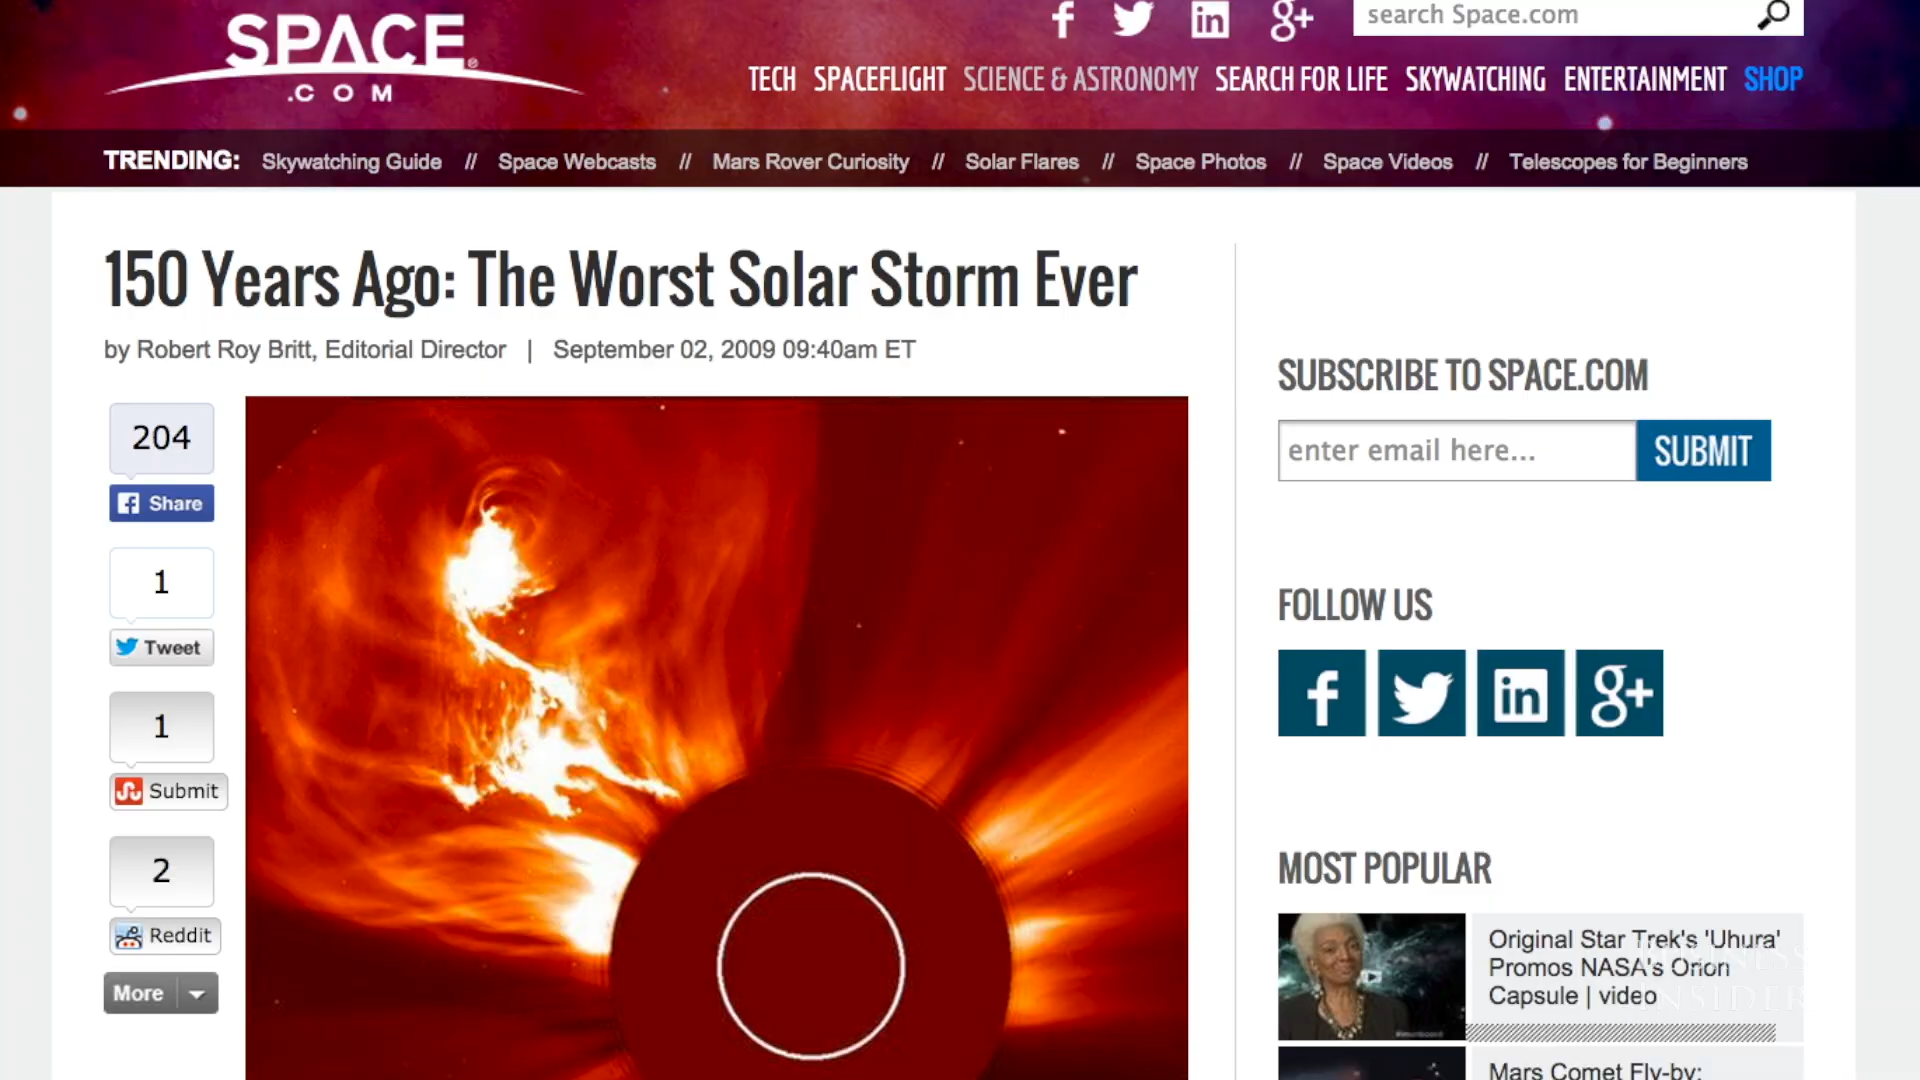 SPACE
.COM
search Space.com
TECH SPACEFLIGHT SCIENCE & ASTRONOMY SEARCH FOR LIFE SKYWATCHING ENTERTAINMENT SHOP
TRENDING: Skywatching Guide // Space Webcasts // Mars Rover Curiosity // Solar Flares // Space Photos // Space Videos // Telescopes for Beginners
150 Years Ago: The Worst Solar Storm Ever
by Robert Roy Britt, Editorial Director | September 02, 2009 09:40am ET
204
Share
1
Tweet
1
Submit
2
Reddit
More
SUBSCRIBE TO SPACE.COM
enter email here... SUBMIT
FOLLOW US
MOST POPULAR
Original Star Trek's 'Uhura'
Promos NASA's Orion
Capsule | video
BUSINESS
INSIDER
Mars Comet Fly-by: